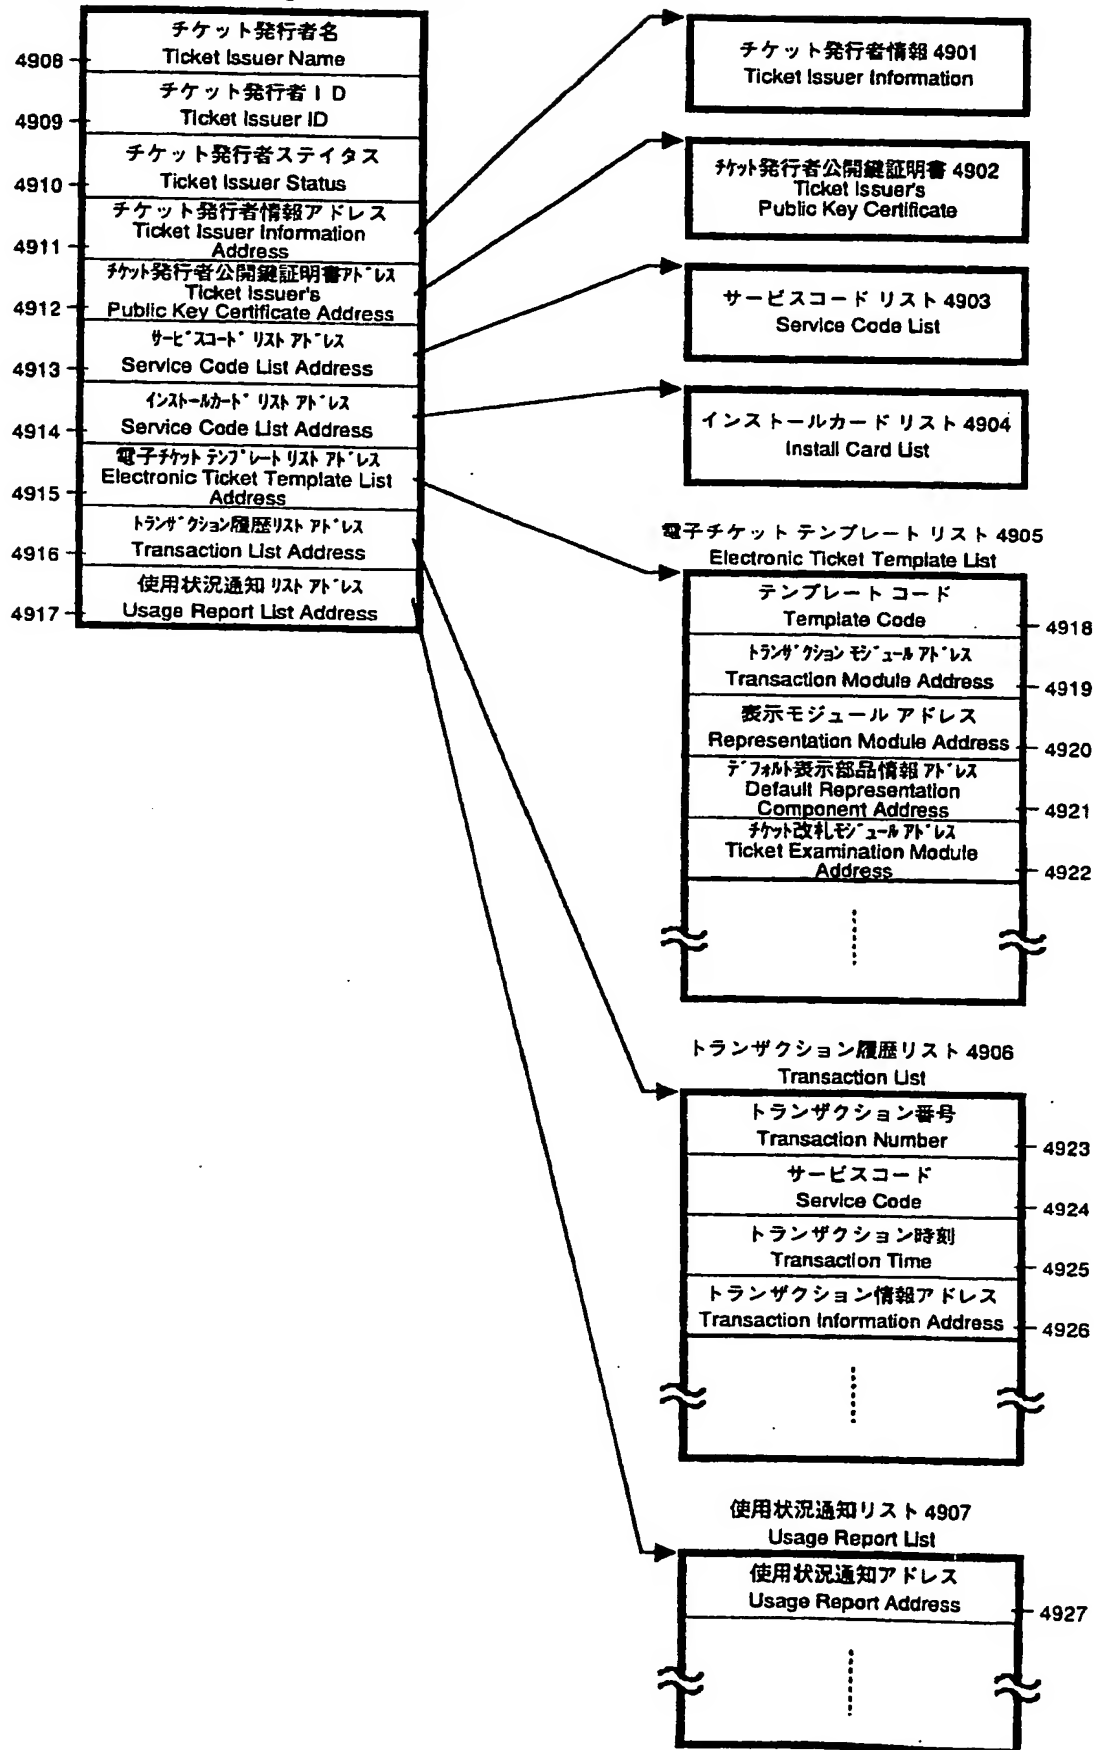 チケット発行者名
Ticket Issuer Name
4908
チケット発行者ID
Ticket Issuer ID
4909
チケット発行者ステイタス
Ticket Issuer Status
4910
チケット発行者情報アドレス
Ticket Issuer Information
Address
4911
チケット発行者公開鍵証明書アドレス
Ticket Issuer's
Public Key Certificate Address
4912
サービスコード リスト アドレス
Service Code List Address
4913
インストールカード リスト アドレス
Service Code List Address
4914
電子チケット テンプレート リスト アドレス
Electronic Ticket Template List
Address
4915
トランザクション履歴リスト アドレス
Transaction List Address
4916
使用状況通知 リスト アドレス
Usage Report List Address
4917
チケット発行者情報 4901
Ticket Issuer Information
チケット発行者公開鍵証明書 4902
Ticket Issuer's
Public Key Certificate
サービスコード リスト 4903
Service Code List
インストールカード リスト 4904
Install Card List
電子チケット テンプレート リスト 4905
Electronic Ticket Template List
テンプレート コード
Template Code
4918
トランザクション モジュール アドレス
Transaction Module Address
4919
表示モジュール アドレス
Representation Module Address
4920
デフォルト表示部品情報 アドレス
Default Representation
Component Address
4921
チケット改札モジュール アドレス
Ticket Examination Module
Address
4922
トランザクション履歴リスト 4906
Transaction List
トランザクション番号
Transaction Number
4923
サービスコード
Service Code
4924
トランザクション時刻
Transaction Time
4925
トランザクション情報アドレス
Transaction Information Address
4926
使用状況通知リスト 4907
Usage Report List
使用状況通知アドレス
Usage Report Address
4927